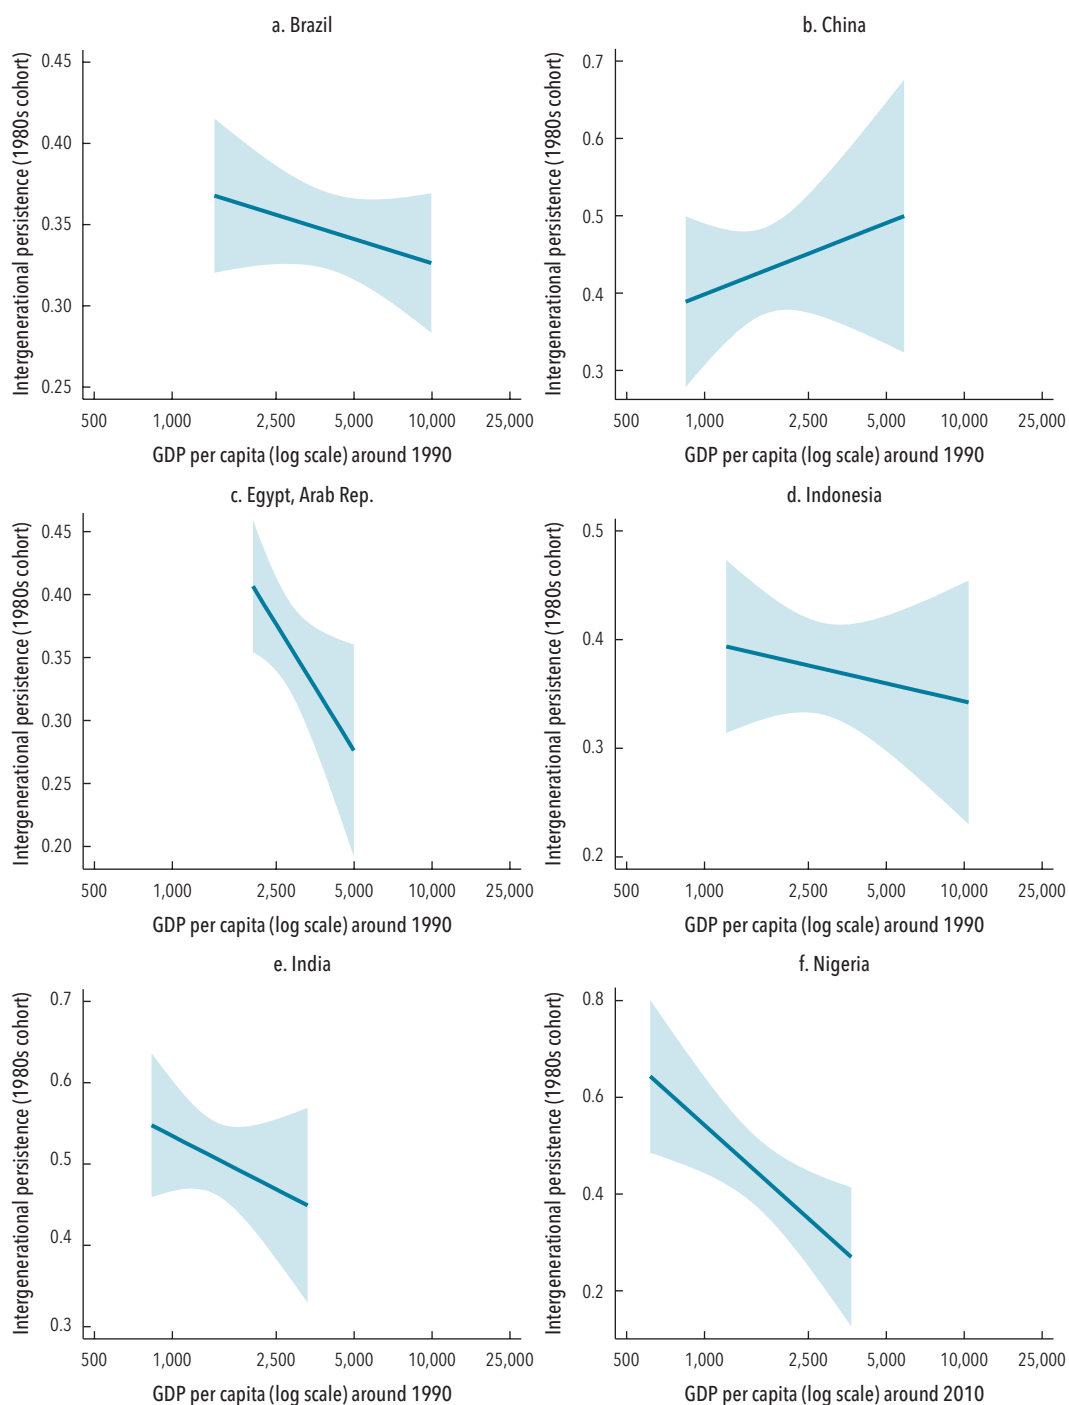 a. Brazil
Intergenerational persistence (1980s cohort)
0.45
0.40
0.35
0.30
0.25
500 1,000 2,500 5,000 10,000 25,000
GDP per capita (log scale) around 1990
b. China
Intergenerational persistence (1980s cohort)
0.7
0.6
0.5
0.4
0.3
500 1,000 2,500 5,000 10,000 25,000
GDP per capita (log scale) around 1990
c. Egypt, Arab Rep.
Intergenerational persistence (1980s cohort)
0.45
0.40
0.35
0.30
0.25
0.20
500 1,000 2,500 5,000 10,000 25,000
GDP per capita (log scale) around 1990
d. Indonesia
Intergenerational persistence (1980s cohort)
0.5
0.4
0.3
0.2
500 1,000 2,500 5,000 10,000 25,000
GDP per capita (log scale) around 1990
e. India
Intergenerational persistence (1980s cohort)
0.7
0.6
0.5
0.4
0.3
500 1,000 2,500 5,000 10,000 25,000
GDP per capita (log scale) around 1990
f. Nigeria
Intergenerational persistence (1980s cohort)
0.8
0.6
0.4
0.2
500 1,000 2,500 5,000 10,000 25,000
GDP per capita (log scale) around 2010